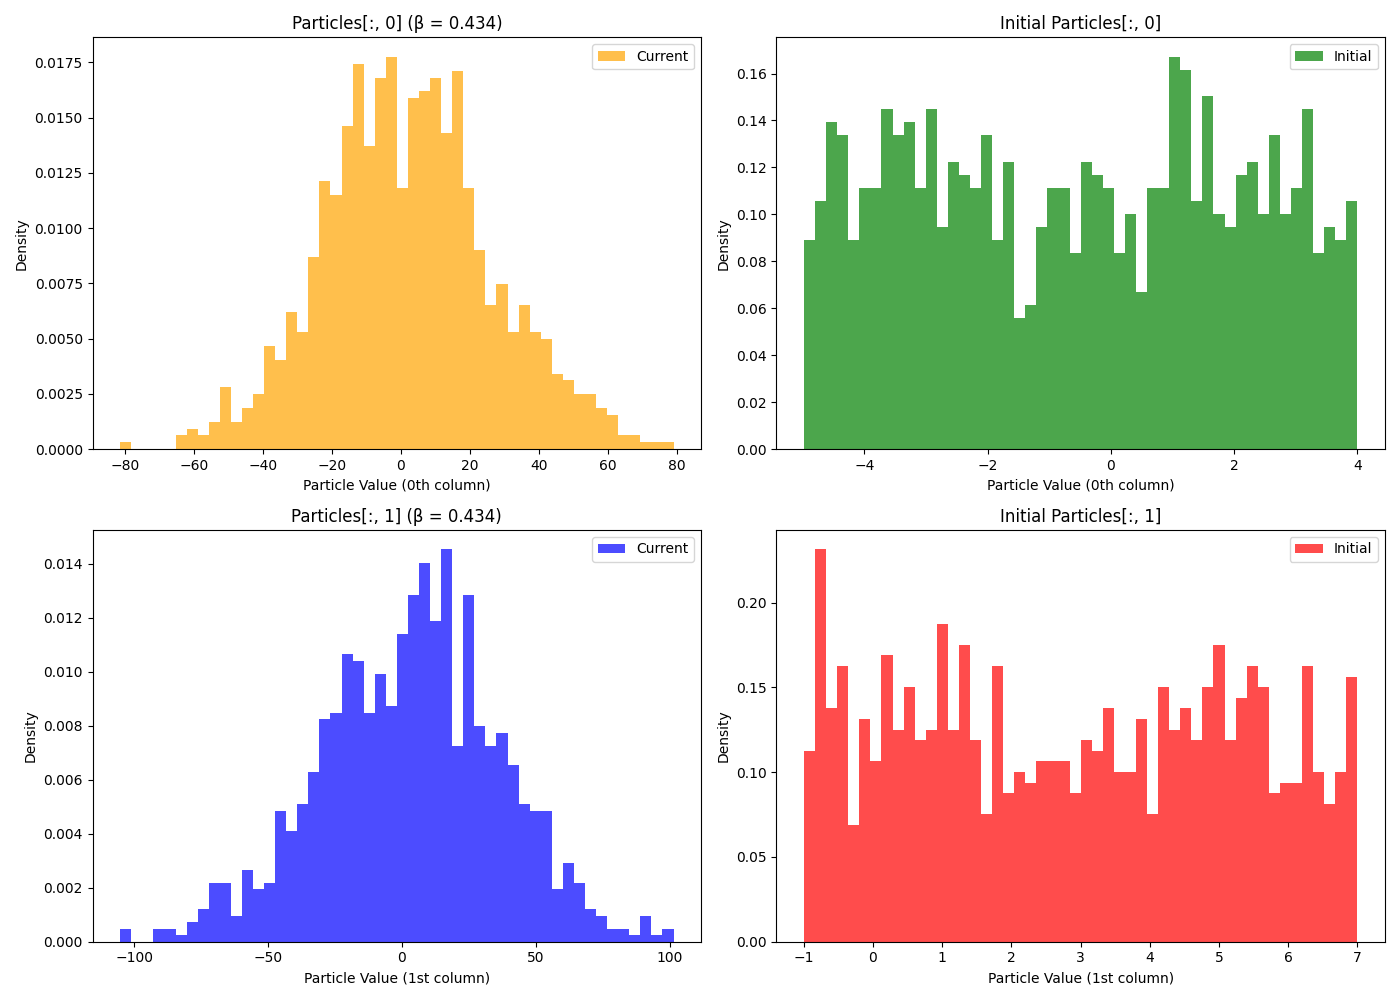 Particles[:, 0] (β = 0.434)
Current
0.0175
0.0150
0.0125
0.0100
0.0075
0.0050
0.0025
0.0000
Density
−80 −60 −40 −20 0 20 40 60 80
Particle Value (0th column)
Initial Particles[:, 0]
Initial
0.16
0.14
0.12
0.10
0.08
0.06
0.04
0.02
0.00
Density
−4 −2 0 2 4
Particle Value (0th column)
Particles[:, 1] (β = 0.434)
Current
0.014
0.012
0.010
0.008
0.006
0.004
0.002
0.000
Density
−100 −50 0 50 100
Particle Value (1st column)
Initial Particles[:, 1]
Initial
0.20
0.15
0.10
0.05
0.00
Density
−1 0 1 2 3 4 5 6 7
Particle Value (1st column)